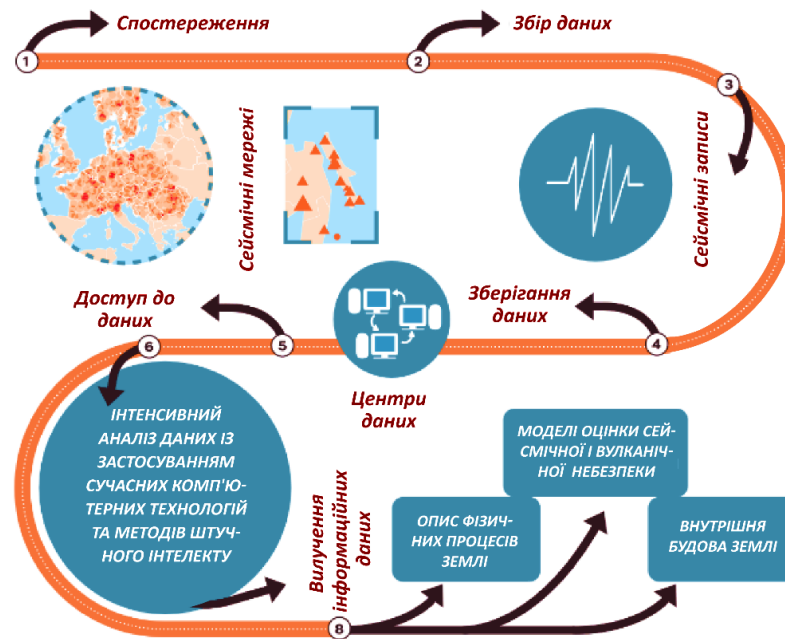 Спостереження
Збір даних
1
2
3
Сейсмічні мережі
Сейсмічні записи
Доступ до
даних
Зберігання
даних
6
5
4
Центри
даних
ІНТЕНСИВНИЙ
АНАЛІЗ ДАНИХ ІЗ
ЗАСТОСУВАННЯМ
СУЧАСНИХ КОМП'Ю-
ТЕРНИХ ТЕХНОЛОГІЙ
ТА МЕТОДІВ ШТУЧ-
НОГО ІНТЕЛЕКТУ
Вилучення
інформаційних
даних
МОДЕЛІ ОЦІНКИ СЕЙ-
СМІЧНОЇ І ВУЛКАНІЧ-
НОЇ НЕБЕЗПЕКИ
ОПИС ФІЗИЧ-
НИХ ПРОЦЕСІВ
ЗЕМЛІ
ВНУТРІШНЯ
БУДОВА ЗЕМЛІ
8